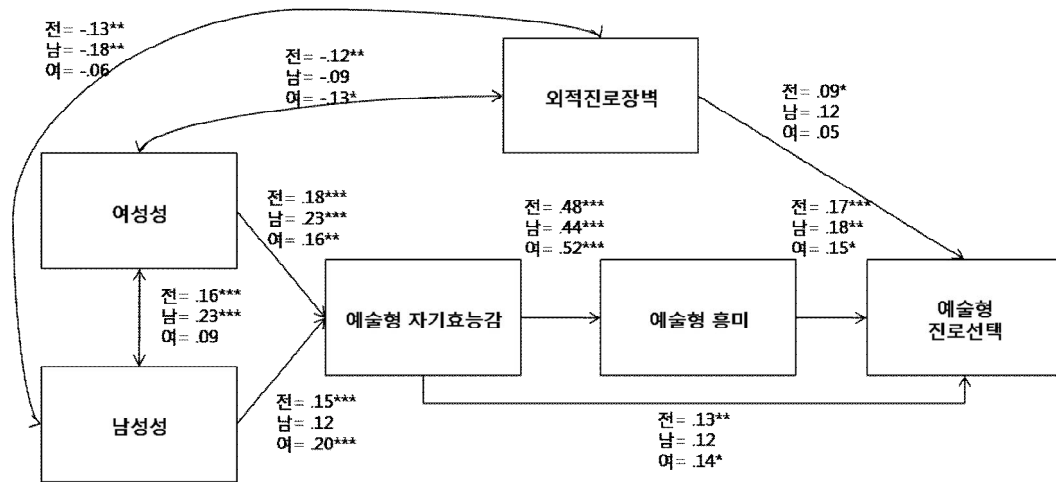 전= -.13**
남= -.18**
여= -.06
전= -.12**
남= -.09
여= -.13*
외적진로장벽
전= .09*
남= .12
여= .05
여성성
전= .18***
남= .23***
여= .16**
전= .48***
남= .44***
여= .52***
전= .17***
남= .18**
여= .15*
전= .16***
남= .23***
여= .09
예술형 자기효능감
예술형 흥미
예술형
진로선택
남성성
전= .15***
남= .12
여= .20***
전= .13**
남= .12
여= .14*